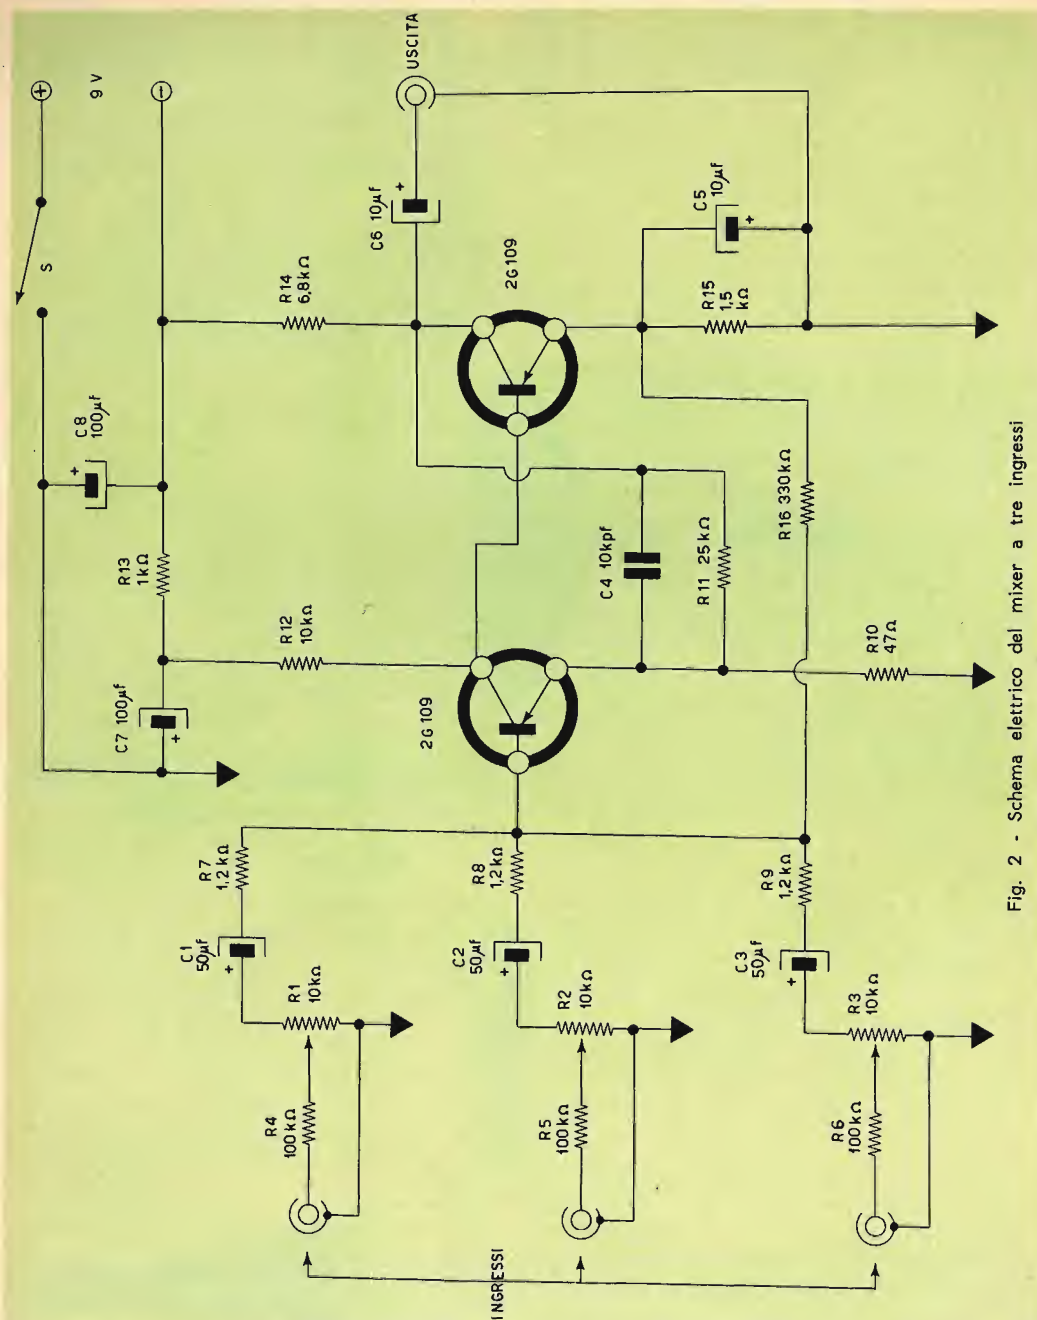 INGRESSI
R4
100kΩ
R1
10kΩ
C1
50µf
+
R7
1,2kΩ
R5
100kΩ
R2
10kΩ
C2
50µf
+
R8
1,2kΩ
R6
100kΩ
R3
10kΩ
C3
50µf
+
R9
1,2kΩ
C7 100µf
+
R13
1kΩ
C8
100µf
+
S
+
9 V
−
R12
10kΩ
2G109
R14
6,8kΩ
C6 10µf
+
USCITA
2G109
C4 10kpf
R11 25kΩ
R10
47Ω
R16 330kΩ
R15
1,5
kΩ
C5
10µf
+
Fig. 2 - Schema elettrico del mixer a tre ingressi